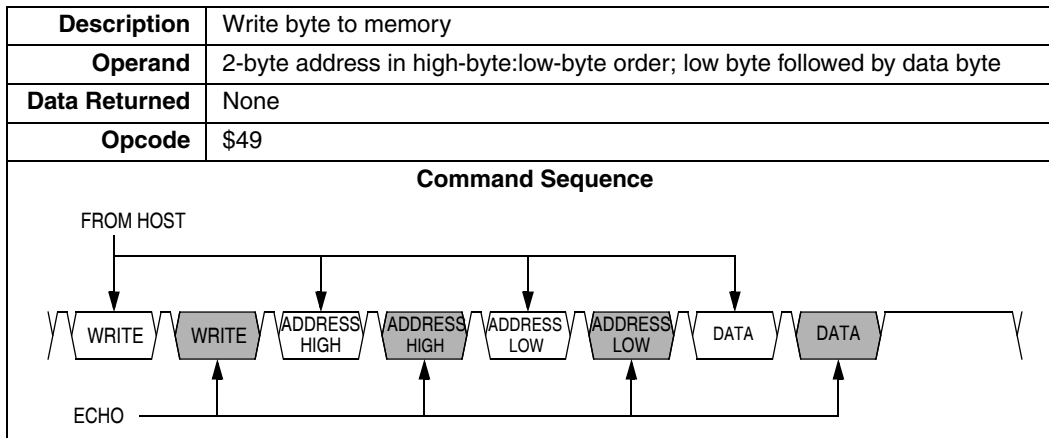 Description Write byte to memory
Operand 2-byte address in high-byte:low-byte order; low byte followed by data byte
Data Returned None
Opcode $49
Command Sequence
FROM HOST
WRITE WRITE ADDRESS HIGH ADDRESS HIGH ADDRESS LOW ADDRESS LOW DATA DATA
ECHO